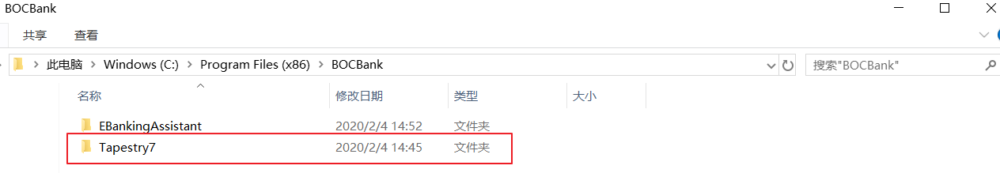 BOCBank
共享 查看
此电脑 Windows (C:) Program Files (x86) BOCBank 搜索"BOCBank"
名称 修改日期 类型 大小
EBankingAssistant 2020/2/4 14:52 文件夹
Tapestry7 2020/2/4 14:45 文件夹